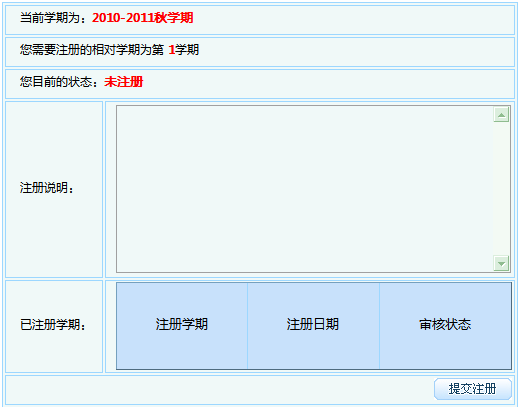 当前学期为：2010-2011秋学期
您需要注册的相对学期为第 1学期
您目前的状态：未注册
注册说明：
已注册学期： 注册学期 注册日期 审核状态
提交注册